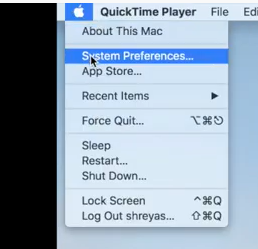 QuickTime Player File Edi
About This Mac
System Preferences...
App Store...
Recent Items ▶
Force Quit... ⌥⌘⎋
Sleep
Restart...
Shut Down...
Lock Screen ^⌘Q
Log Out shreyas... ⇧⌘Q